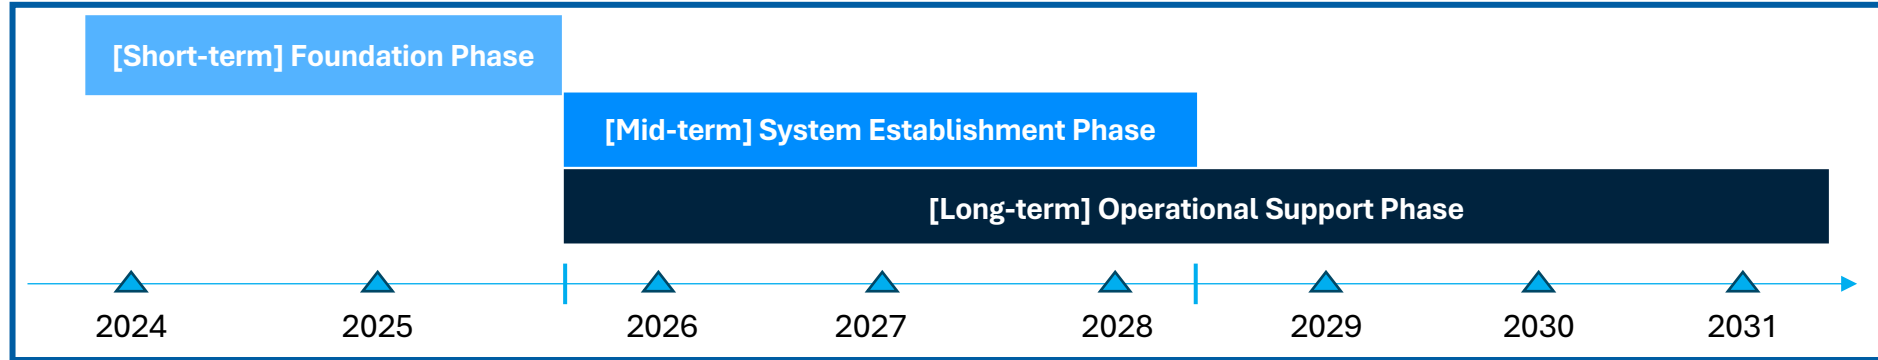 [Short-term] Foundation Phase
[Mid-term] System Establishment Phase
[Long-term] Operational Support Phase
2024 2025 2026 2027 2028 2029 2030 2031